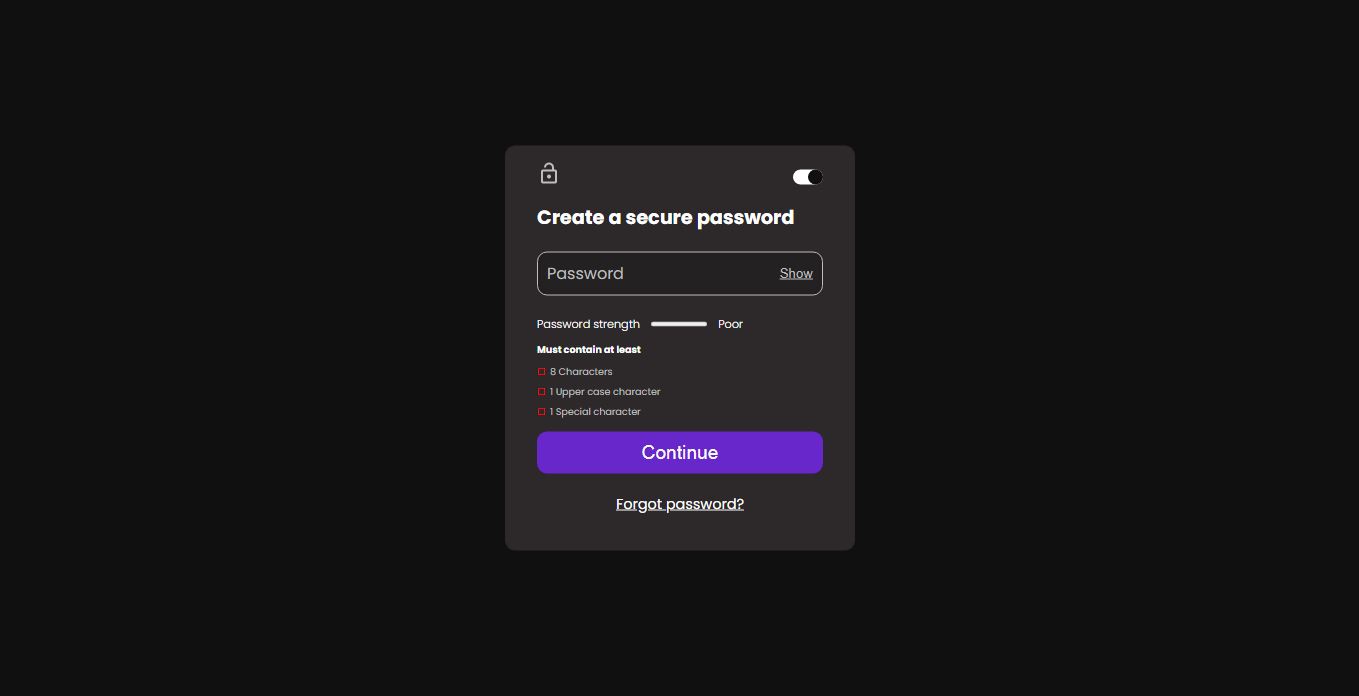 Create a secure password
Password Show
Password strength Poor
Must contain at least
8 Characters
1 Upper case character
1 Special character
Continue
Forgot password?